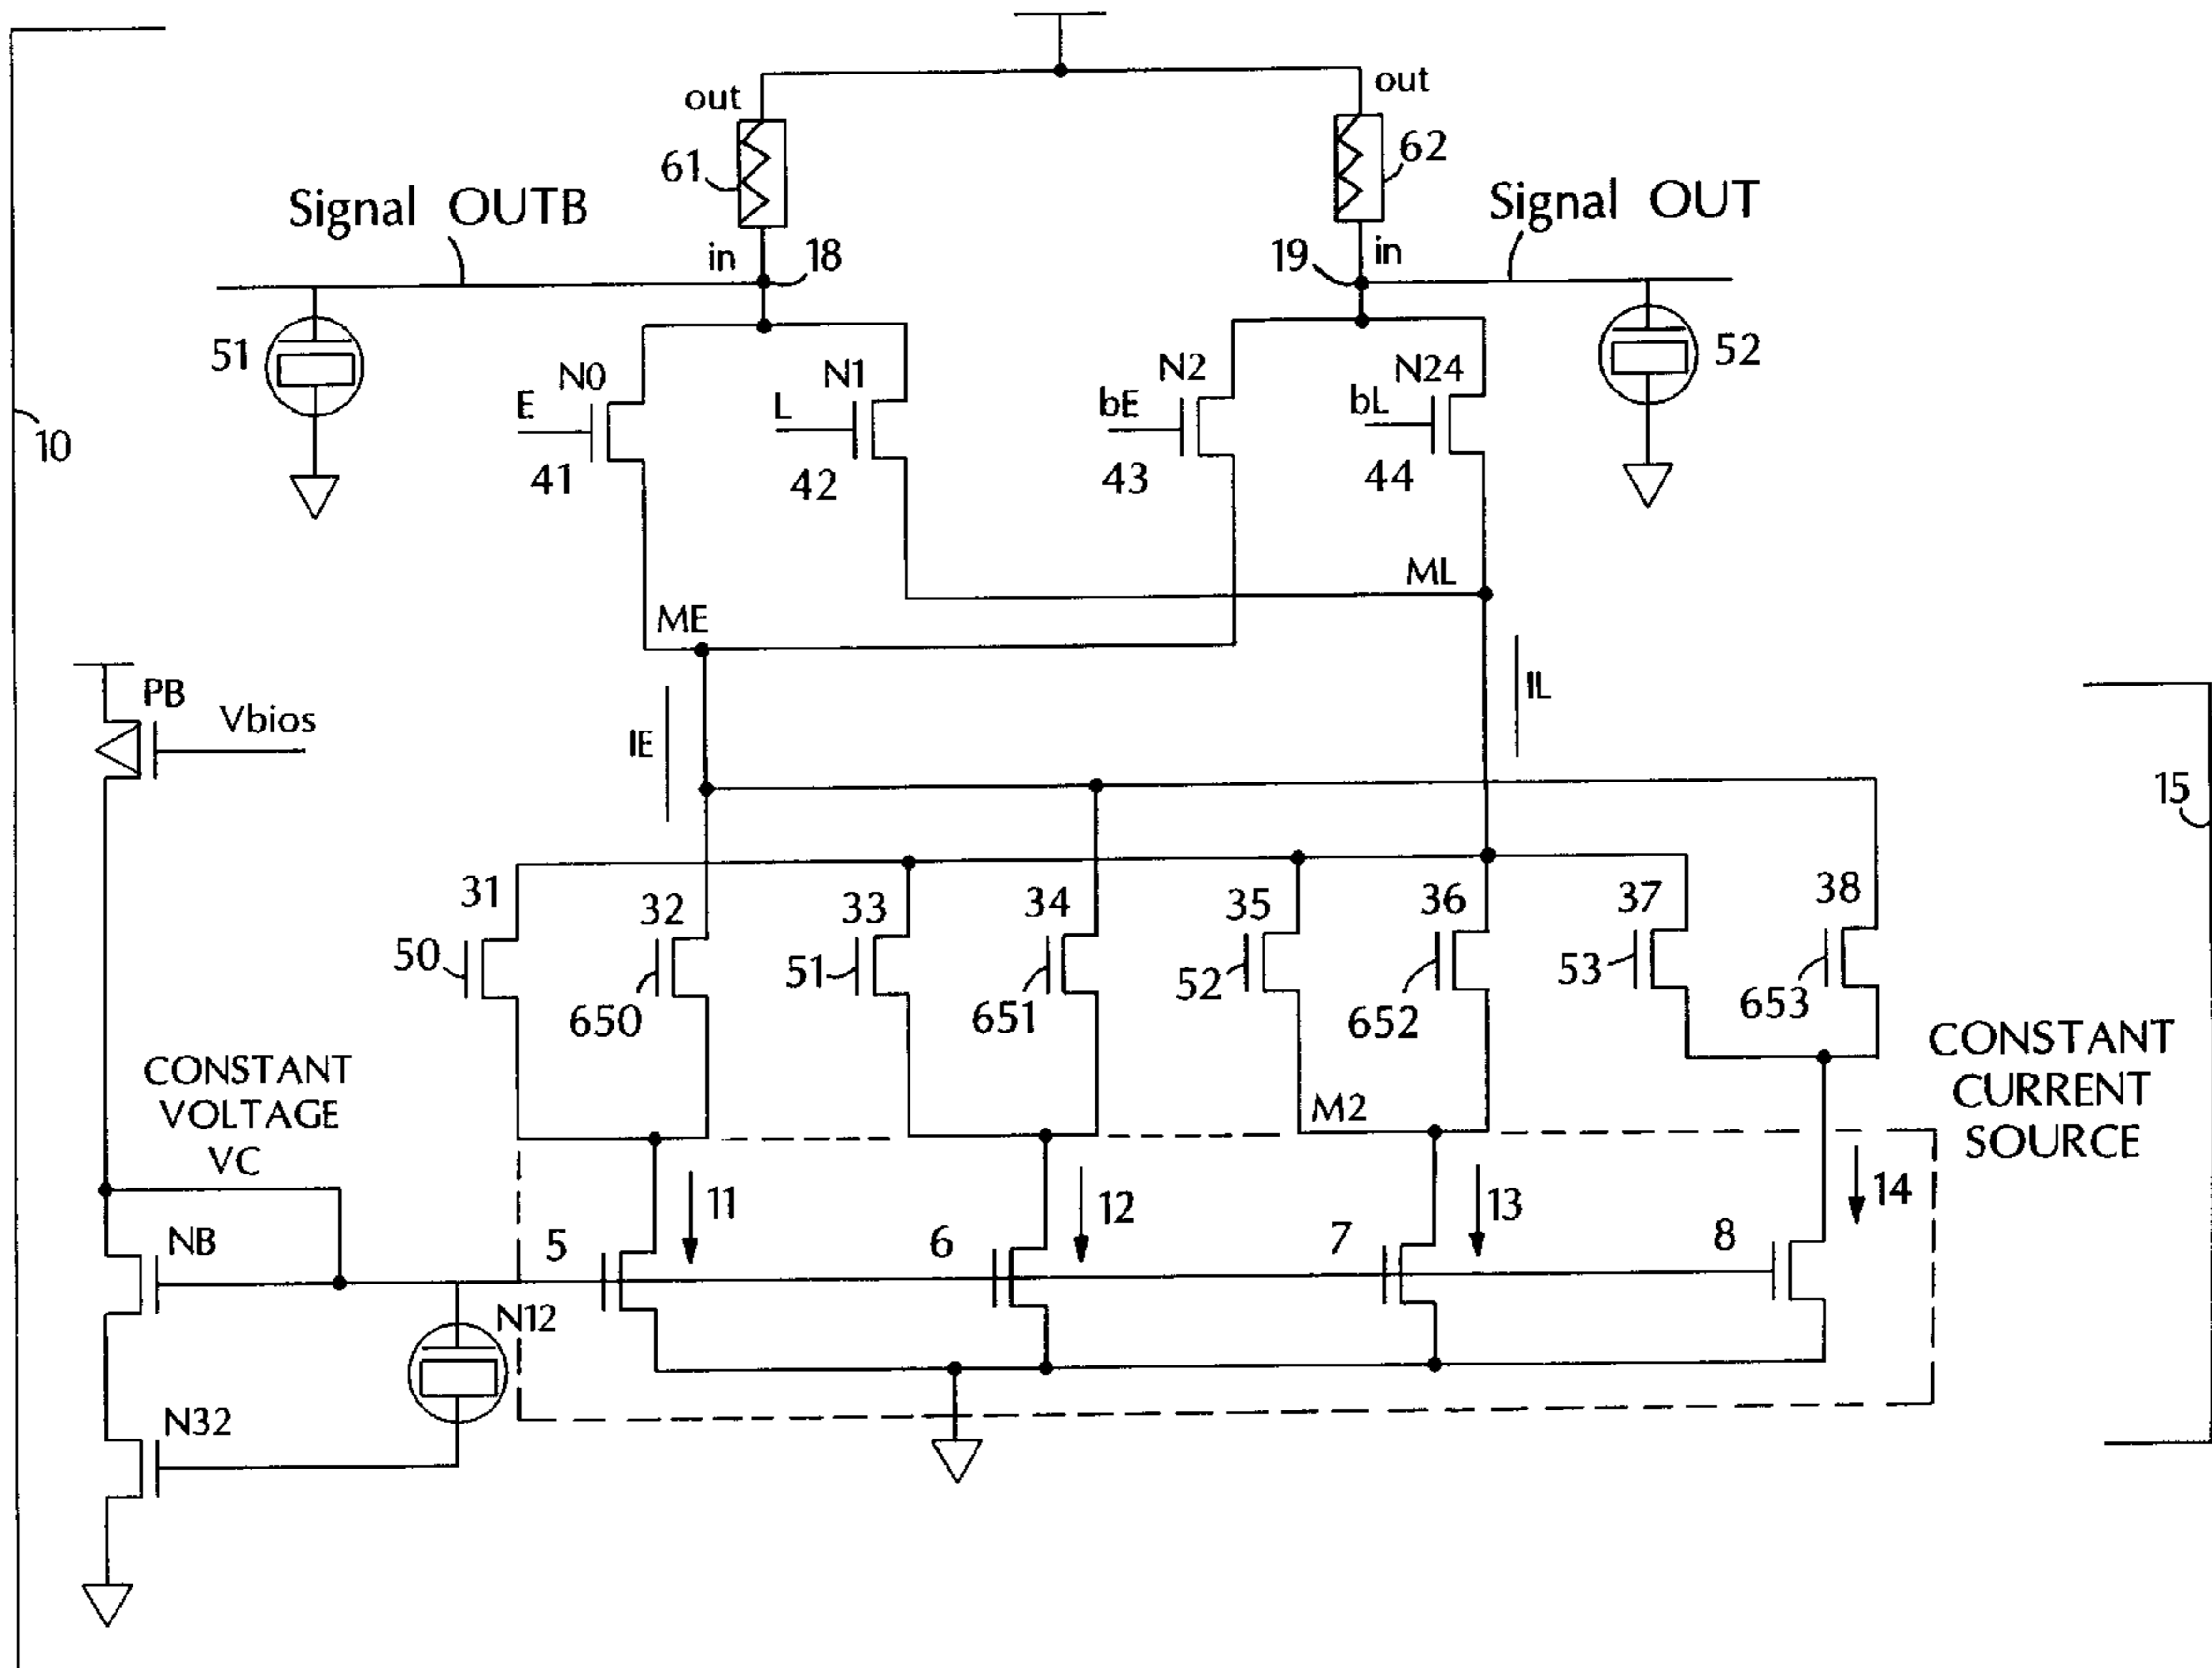 out
out
61
62
Signal OUTB
Signal OUT
in
18
19
in
51
52
N0
N1
N2
N24
E
L
bE
bL
10
41
42
43
44
ML
ME
PB
Vbios
IE
IL
15
31
32
33
34
35
36
37
38
50
650
51
651
52
652
53
653
CONSTANT
VOLTAGE
VC
M2
CONSTANT
CURRENT
SOURCE
11
12
13
14
NB
5
6
7
8
N12
N32